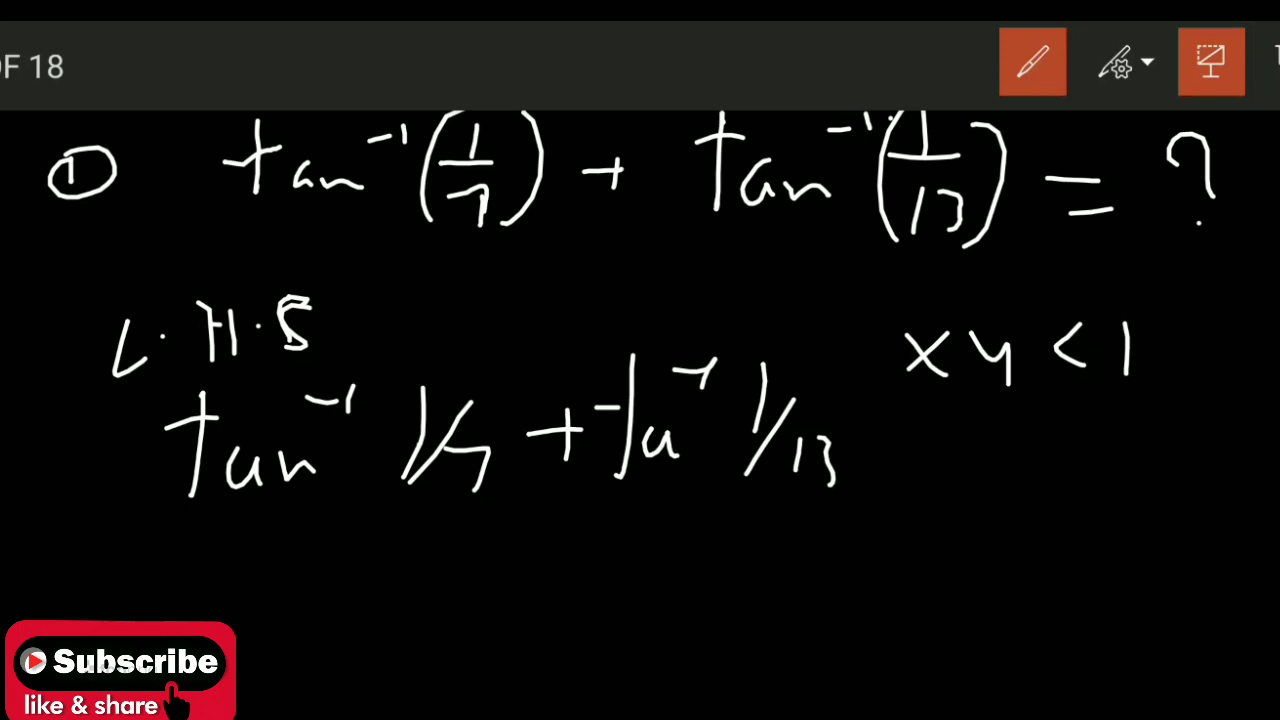 OF 18
① tan⁻¹(1/7) + tan⁻¹(1/13) = ?
L.H.S
xy < 1
tan⁻¹ 1/7 + ta⁻¹ 1/13
Subscribe
like & share